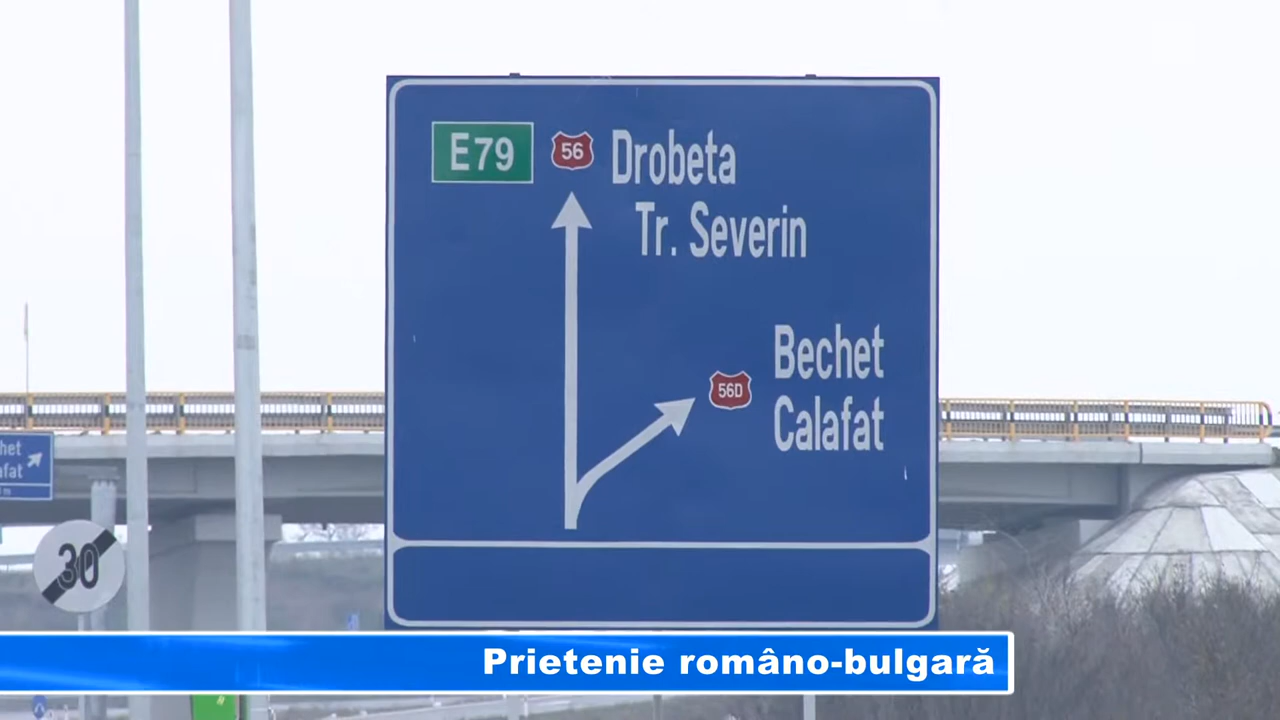 E79 56 Drobeta
Tr. Severin
Bechet
56D
Calafat
30
Prietenie româno-bulgară